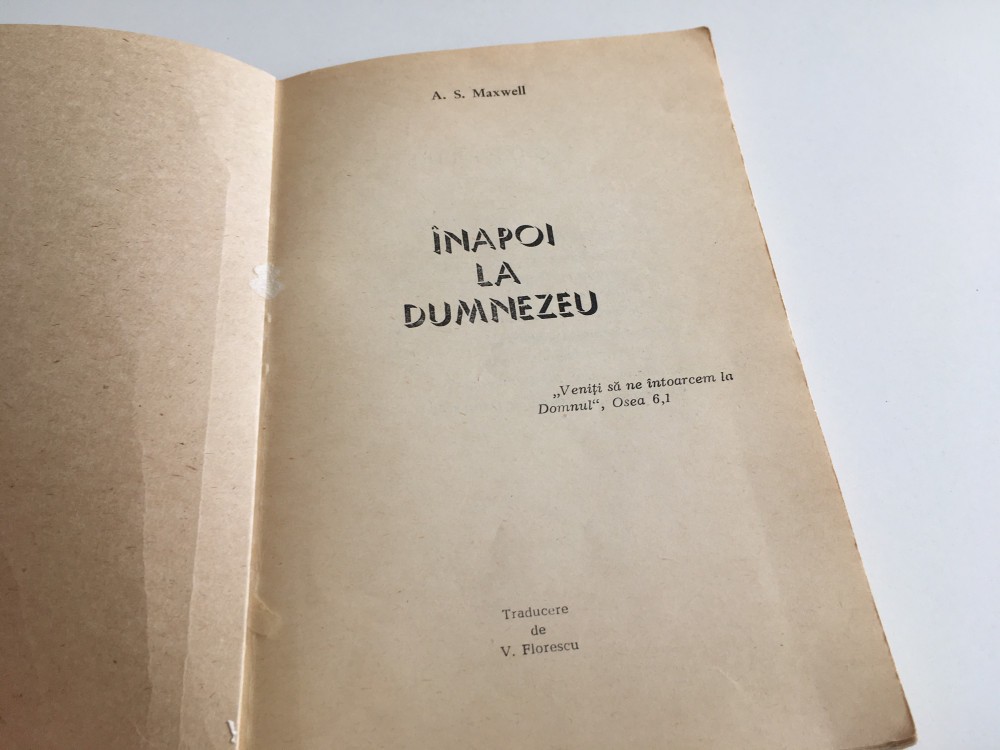 A. S. Maxwell
ÎNAPOI
LA
DUMNEZEU
„Veniți să ne întoarcem la
Domnul“, Osea 6,1
Traducere
de
V. Florescu